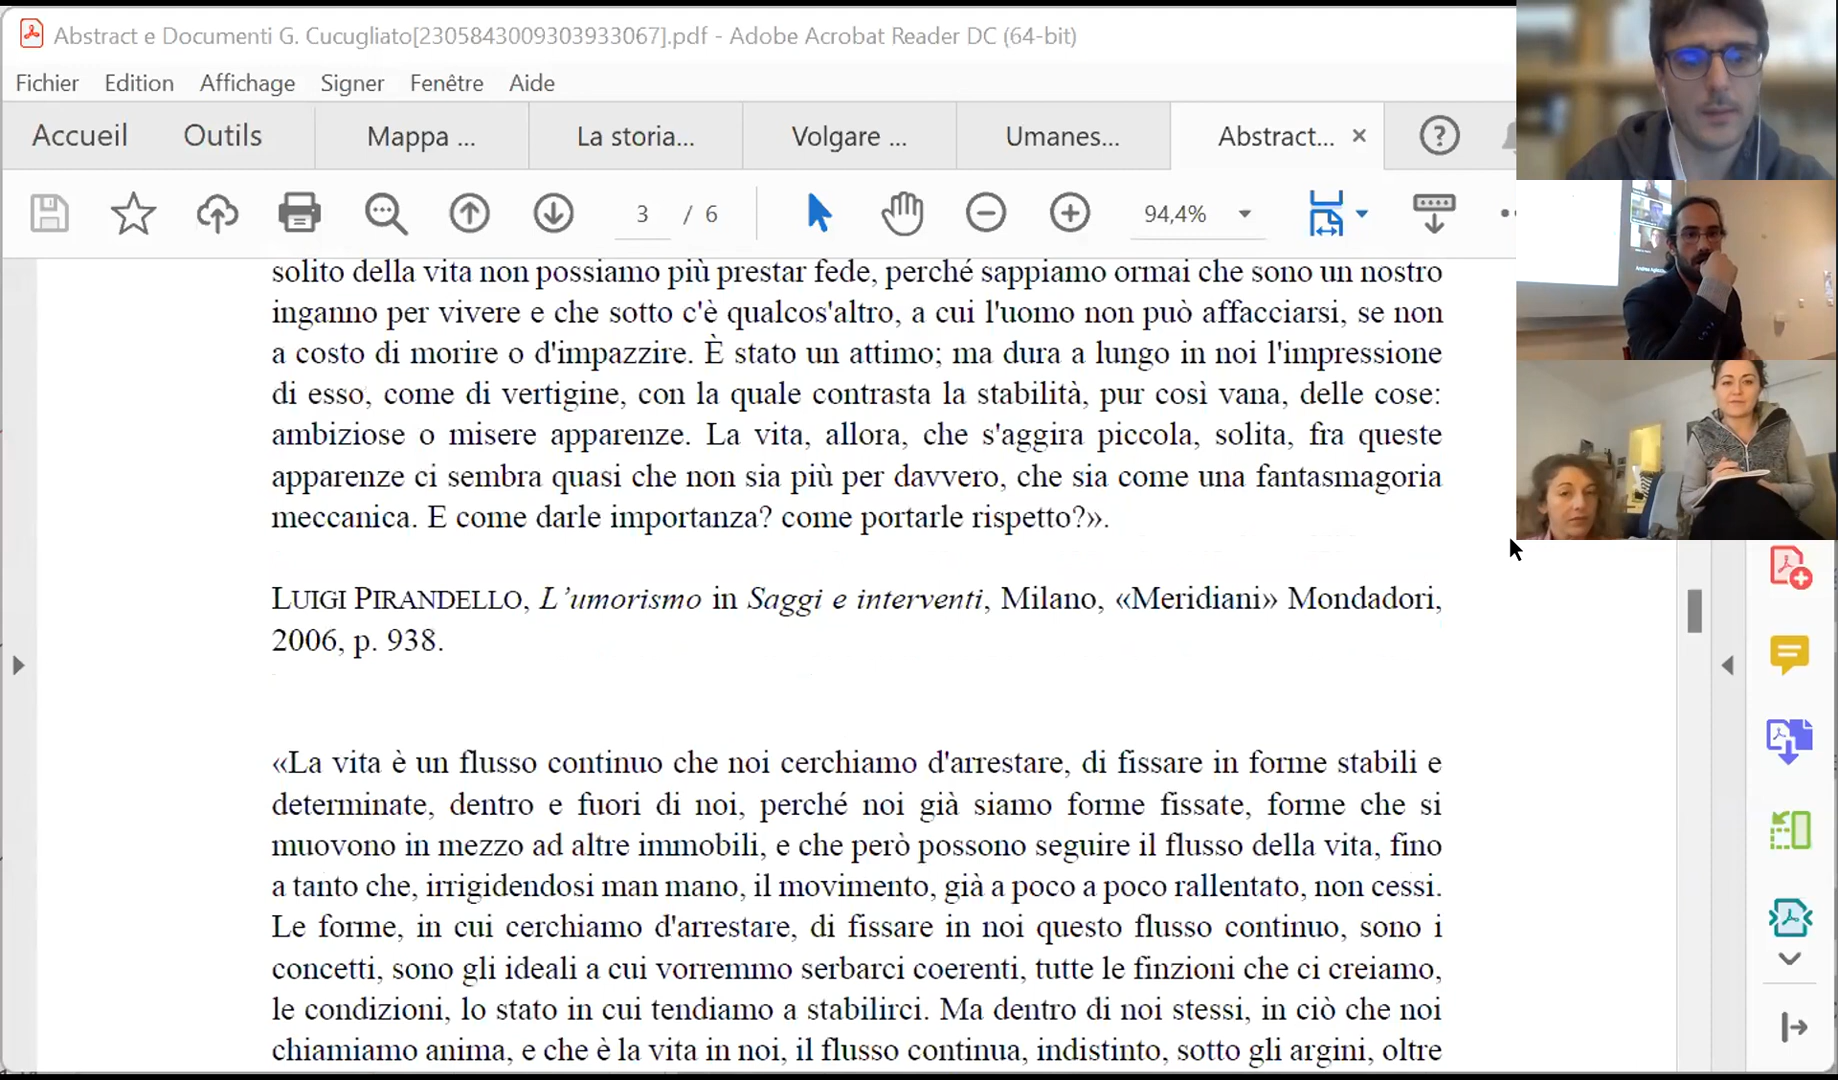 Abstract e Documenti G. Cucugliato[2305843009303933067].pdf - Adobe Acrobat Reader DC (64-bit)
Fichier Edition Affichage Signer Fenêtre Aide
Accueil Outils Mappa ... La storia... Volgare ... Umanes... Abstract... ×
3 / 6 94,4%
solito della vita non possiamo più prestar fede, perché sappiamo ormai che sono un nostro
inganno per vivere e che sotto c'è qualcos'altro, a cui l'uomo non può affacciarsi, se non
a costo di morire o d'impazzire. È stato un attimo; ma dura a lungo in noi l'impressione
di esso, come di vertigine, con la quale contrasta la stabilità, pur così vana, delle cose:
ambiziose o misere apparenze. La vita, allora, che s'aggira piccola, solita, fra queste
apparenze ci sembra quasi che non sia più per davvero, che sia come una fantasmagoria
meccanica. E come darle importanza? come portarle rispetto?».
LUIGI PIRANDELLO, L’umorismo in Saggi e interventi, Milano, «Meridiani» Mondadori,
2006, p. 938.
«La vita è un flusso continuo che noi cerchiamo d'arrestare, di fissare in forme stabili e
determinate, dentro e fuori di noi, perché noi già siamo forme fissate, forme che si
muovono in mezzo ad altre immobili, e che però possono seguire il flusso della vita, fino
a tanto che, irrigidendosi man mano, il movimento, già a poco a poco rallentato, non cessi.
Le forme, in cui cerchiamo d'arrestare, di fissare in noi questo flusso continuo, sono i
concetti, sono gli ideali a cui vorremmo serbarci coerenti, tutte le finzioni che ci creiamo,
le condizioni, lo stato in cui tendiamo a stabilirci. Ma dentro di noi stessi, in ciò che noi
chiamiamo anima, e che è la vita in noi, il flusso continua, indistinto, sotto gli argini, oltre